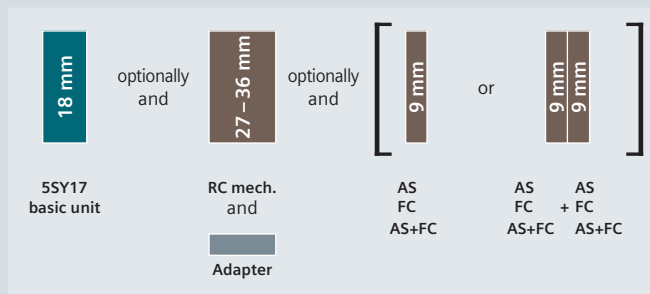 18 mm
optionally
and
27 – 36 mm
optionally
and
9 mm
or
9 mm
9 mm
5SY17
basic unit
RC mech.
and
Adapter
AS
FC
AS+FC
AS AS
FC + FC
AS+FC AS+FC